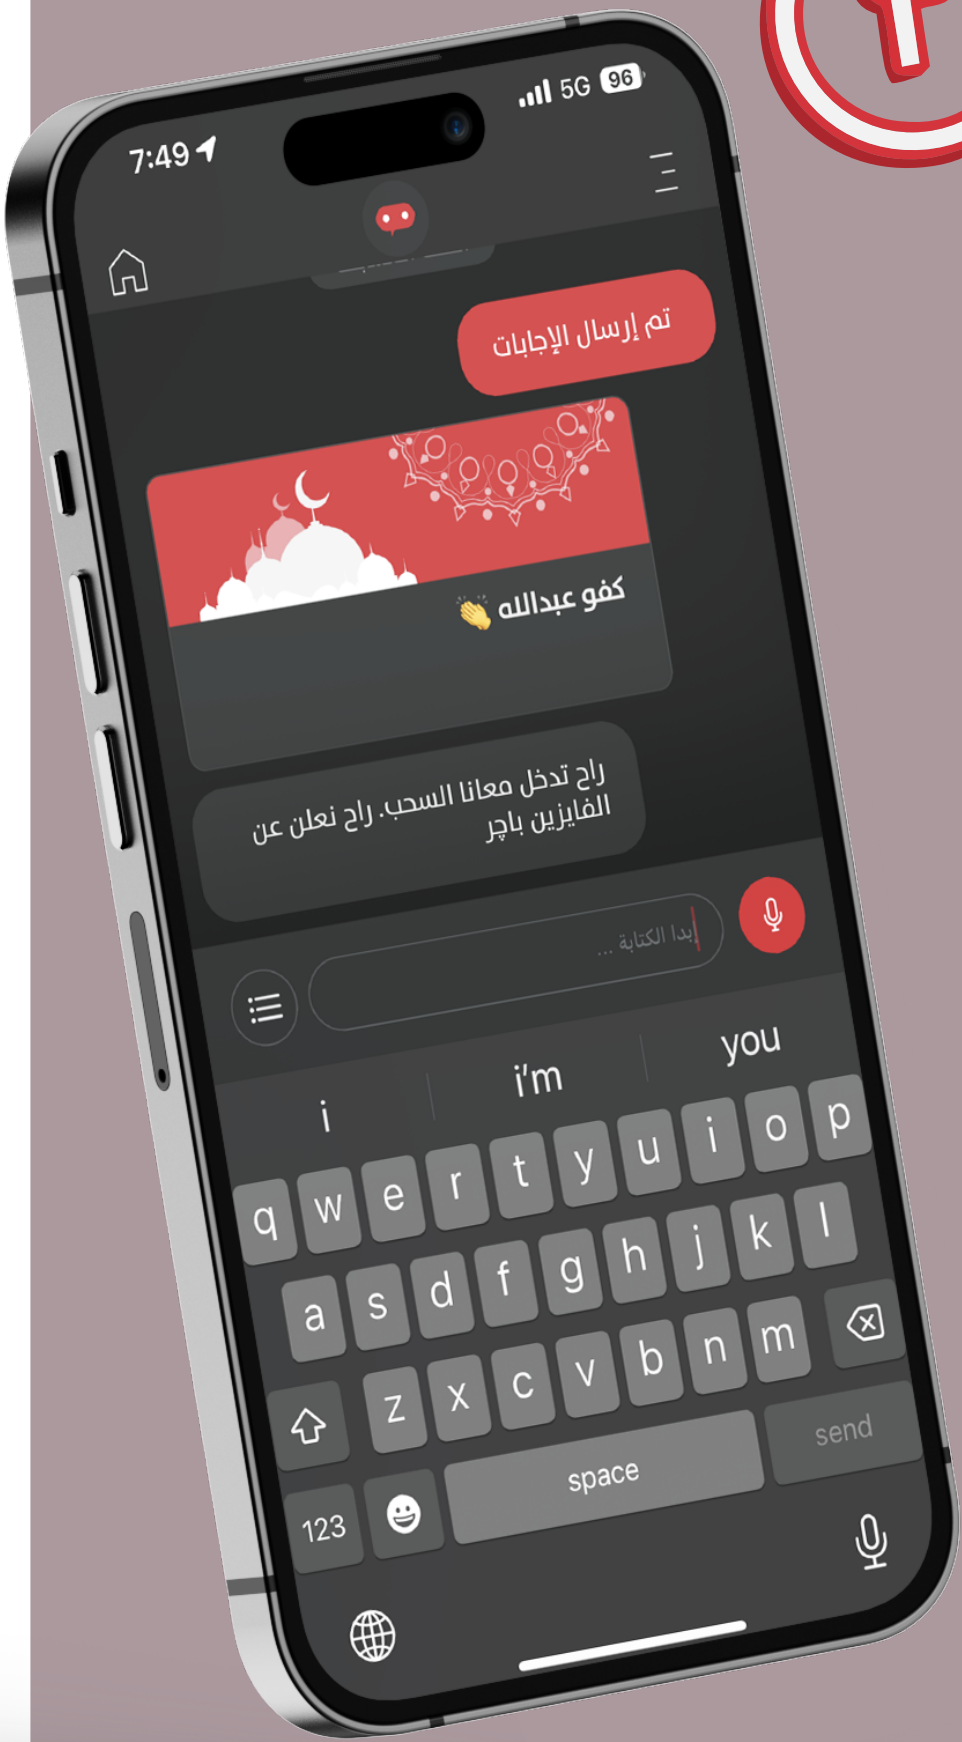 7:49
5G 96
تم إرسال الإجابات
كفو عبدالله 👏
راح تدخل معانا السحب. راح نعلن عن
الفايزين باچر
إبدا الكتابة ...
i i'm you
q w e r t y u i o p
a s d f g h j k l
z x c v b n m
123 space send